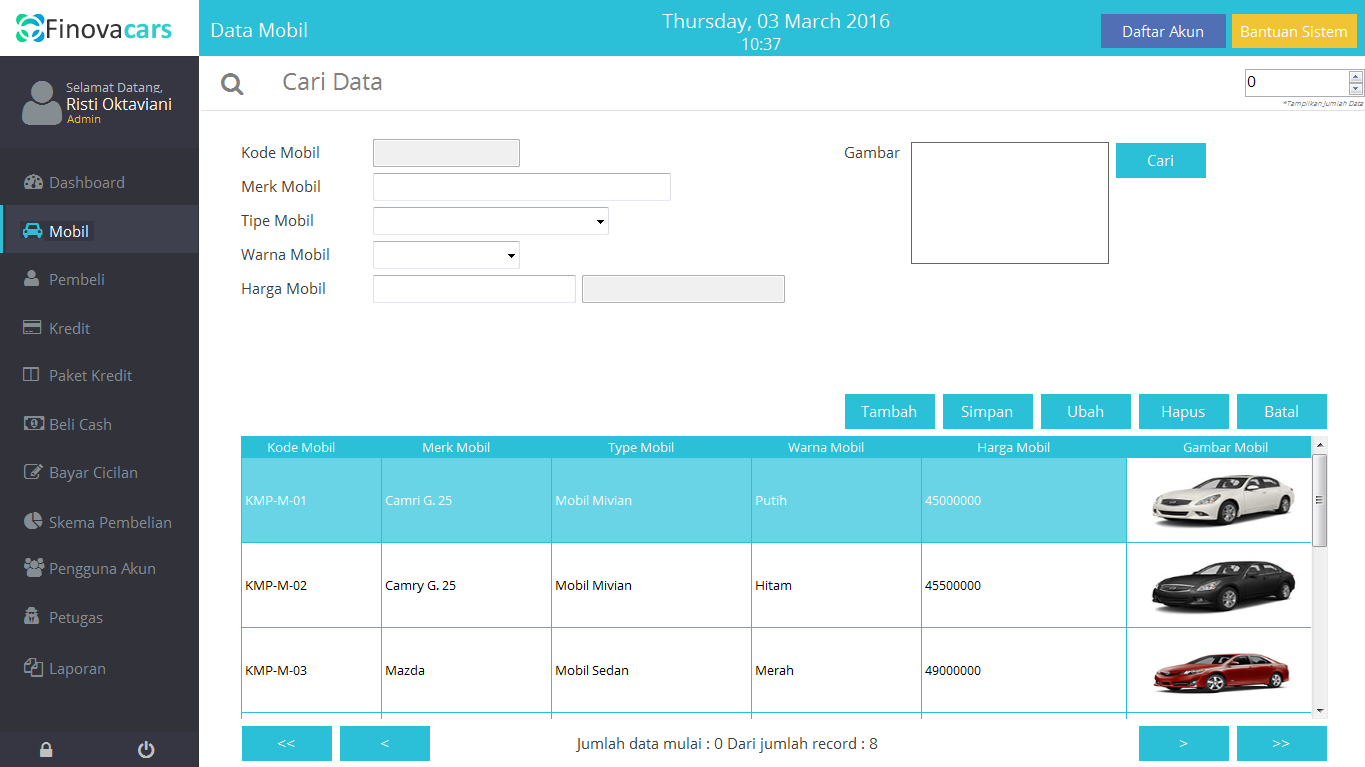 Finovacars
Data Mobil
Thursday, 03 March 2016
10:37
Daftar Akun
Bantuan Sistem
Selamat Datang,
Risti Oktaviani
Admin
Cari Data
0
*Tampilkan Jumlah Data
Dashboard
Mobil
Pembeli
Kredit
Paket Kredit
Beli Cash
Bayar Cicilan
Skema Pembelian
Pengguna Akun
Petugas
Laporan
Kode Mobil
Merk Mobil
Tipe Mobil
Warna Mobil
Harga Mobil
Gambar
Cari
Tambah Simpan Ubah Hapus Batal
Kode Mobil Merk Mobil Type Mobil Warna Mobil Harga Mobil Gambar Mobil
KMP-M-01 Camri G. 25 Mobil Mivian Putih 45000000
KMP-M-02 Camry G. 25 Mobil Mivian Hitam 45500000
KMP-M-03 Mazda Mobil Sedan Merah 49000000
<< < Jumlah data mulai : 0 Dari jumlah record : 8 > >>